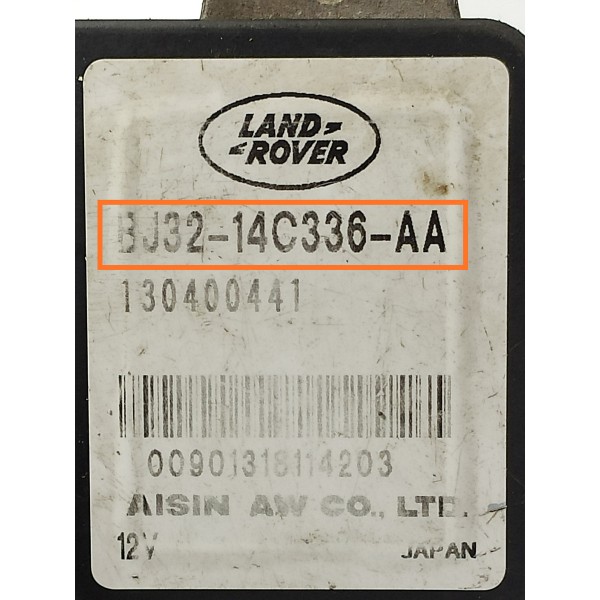 LAND
ROVER
BJ32-14C336-AA
130400441
00901318114203
AISIN AW CO., LTD.
12V
JAPAN